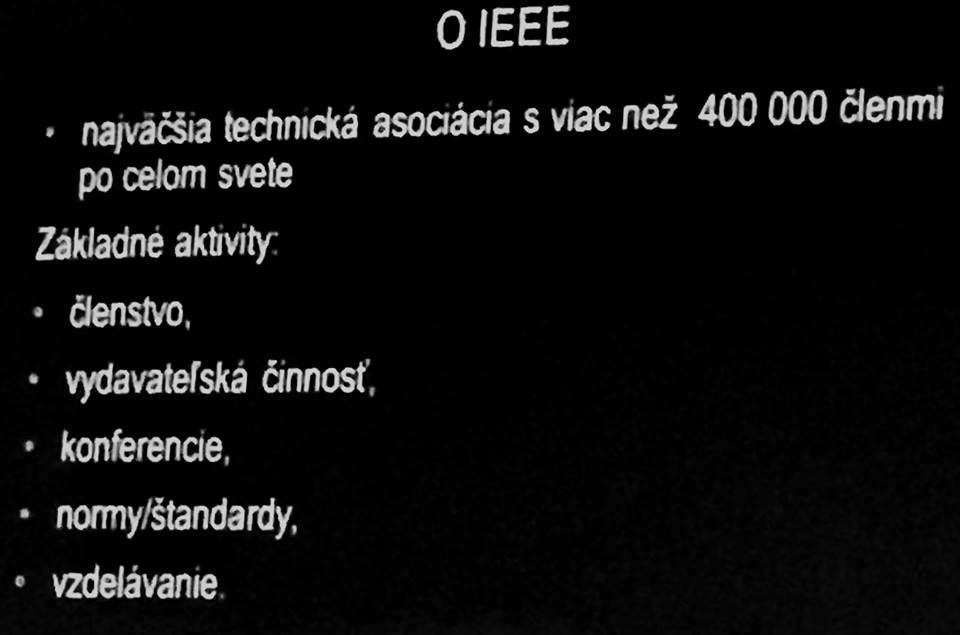 O IEEE
• najväčšia technická asociácia s viac než 400 000 členmi
po celom svete
Základné aktivity:
• členstvo,
• vydavateľská činnosť,
• konferencie,
• normy/štandardy,
• vzdelávanie.